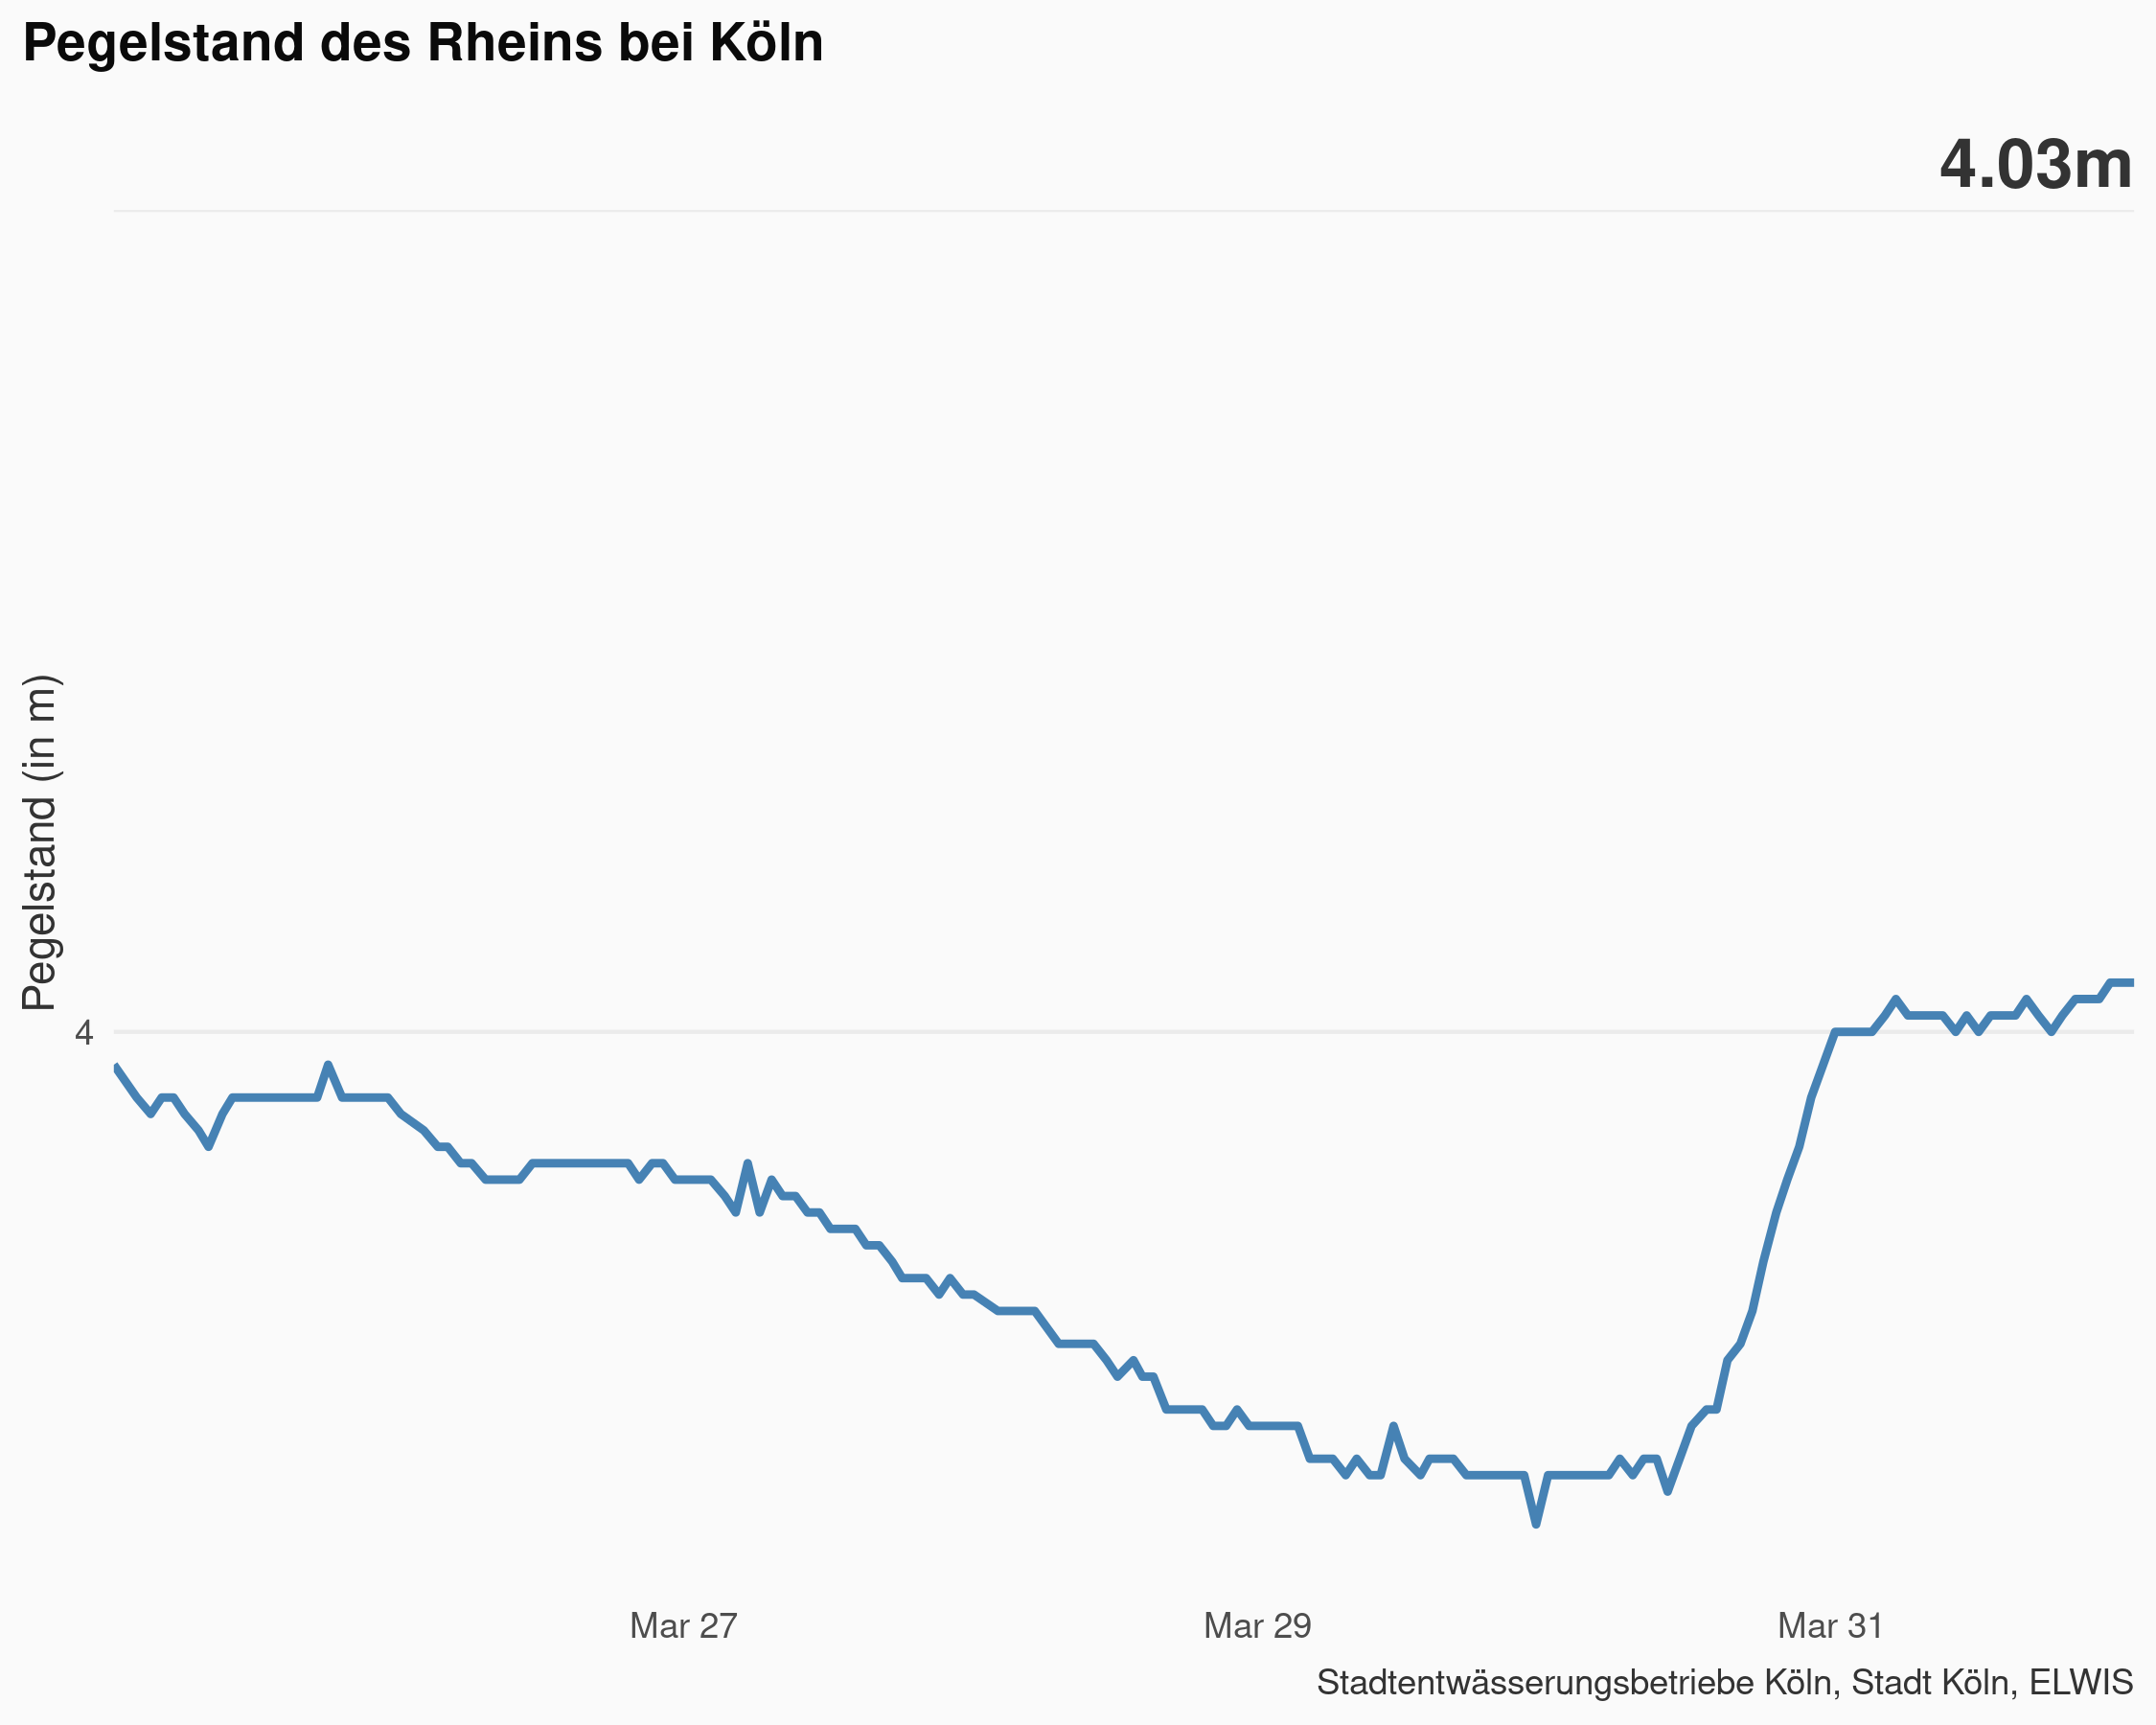 Pegelstand des Rheins bei Köln
4.03m
Pegelstand (in m)
4
Mar 27
Mar 29
Mar 31
Stadtentwässerungsbetriebe Köln, Stadt Köln, ELWIS